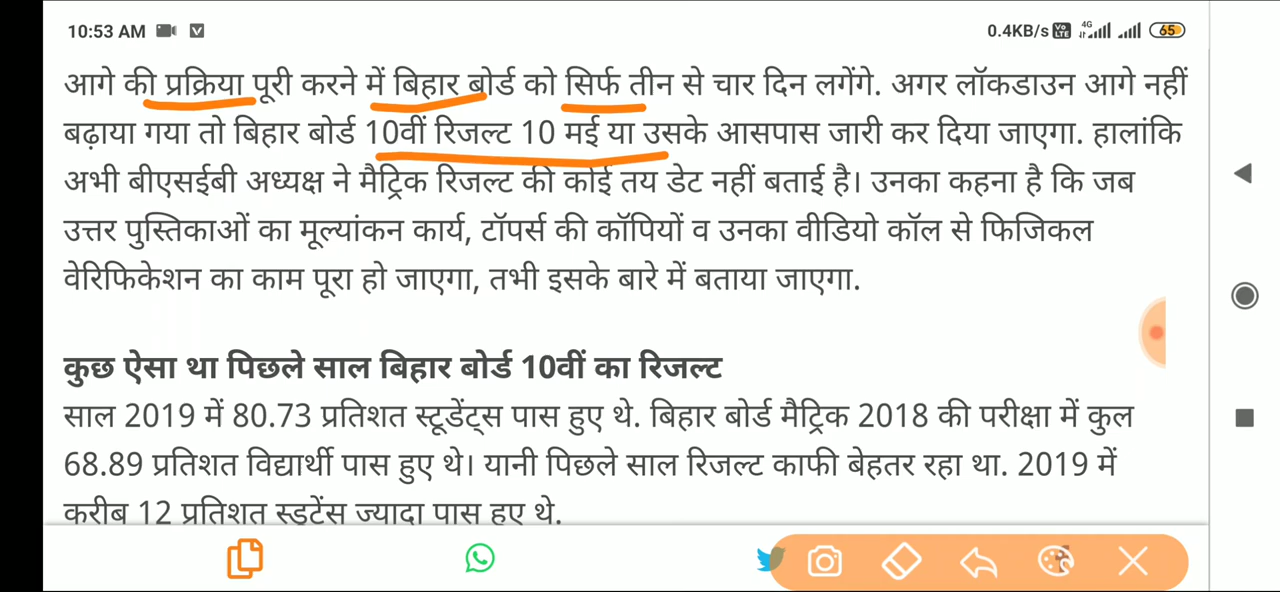 10:53 AM
0.4KB/s Vo LTE 4G 65
आगे की प्रक्रिया पूरी करने में बिहार बोर्ड को सिर्फ तीन से चार दिन लगेंगे. अगर लॉकडाउन आगे नहीं
बढ़ाया गया तो बिहार बोर्ड 10वीं रिजल्ट 10 मई या उसके आसपास जारी कर दिया जाएगा. हालांकि
अभी बीएसईबी अध्यक्ष ने मैट्रिक रिजल्ट की कोई तय डेट नहीं बताई है। उनका कहना है कि जब
उत्तर पुस्तिकाओं का मूल्यांकन कार्य, टॉपर्स की कॉपियों व उनका वीडियो कॉल से फिजिकल
वेरिफिकेशन का काम पूरा हो जाएगा, तभी इसके बारे में बताया जाएगा.
कुछ ऐसा था पिछले साल बिहार बोर्ड 10वीं का रिजल्ट
साल 2019 में 80.73 प्रतिशत स्टूडेंट्स पास हुए थे. बिहार बोर्ड मैट्रिक 2018 की परीक्षा में कुल
68.89 प्रतिशत विद्यार्थी पास हुए थे। यानी पिछले साल रिजल्ट काफी बेहतर रहा था. 2019 में
करीब 12 प्रतिशत स्डटेंस ज्यादा पास हुए थे.